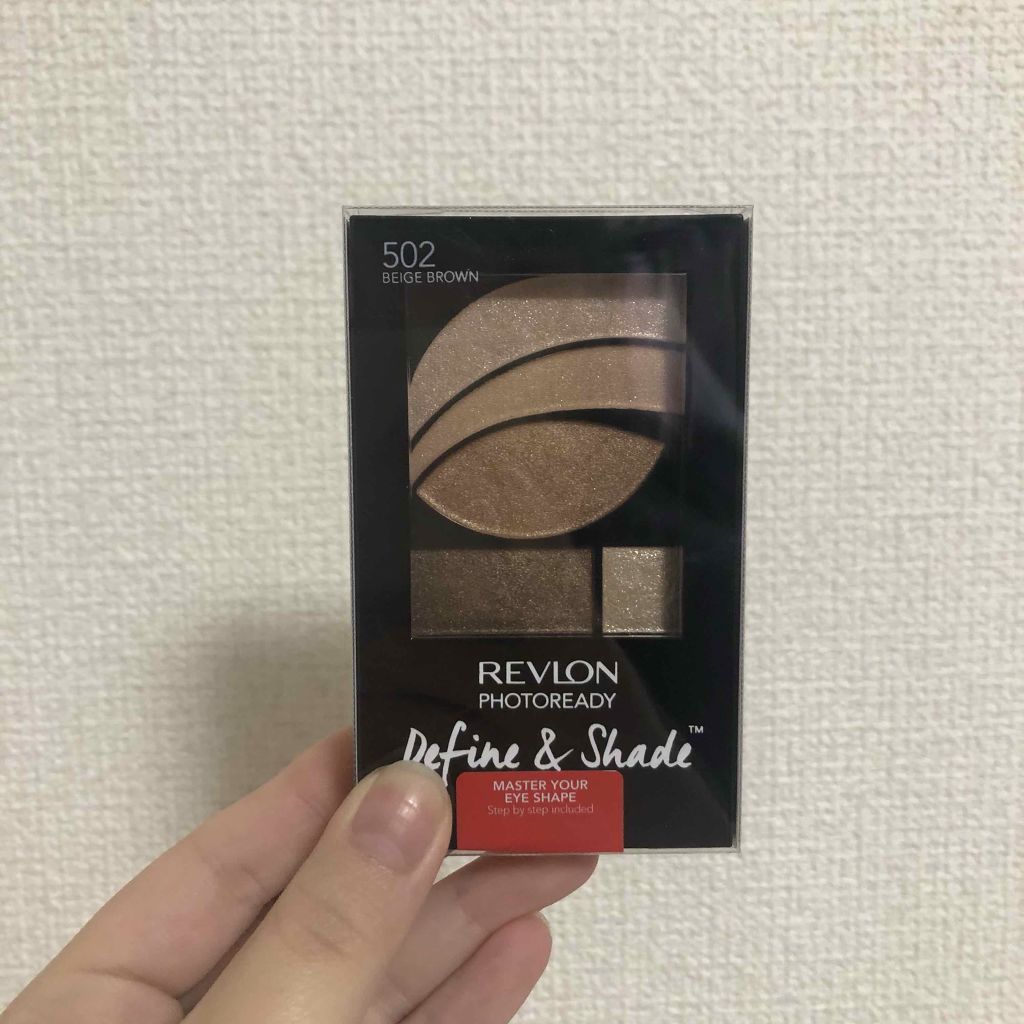 502
BEIGE BROWN
REVLON
PHOTOREADY
Define & Shade™
MASTER YOUR
EYE SHAPE
Step by step included